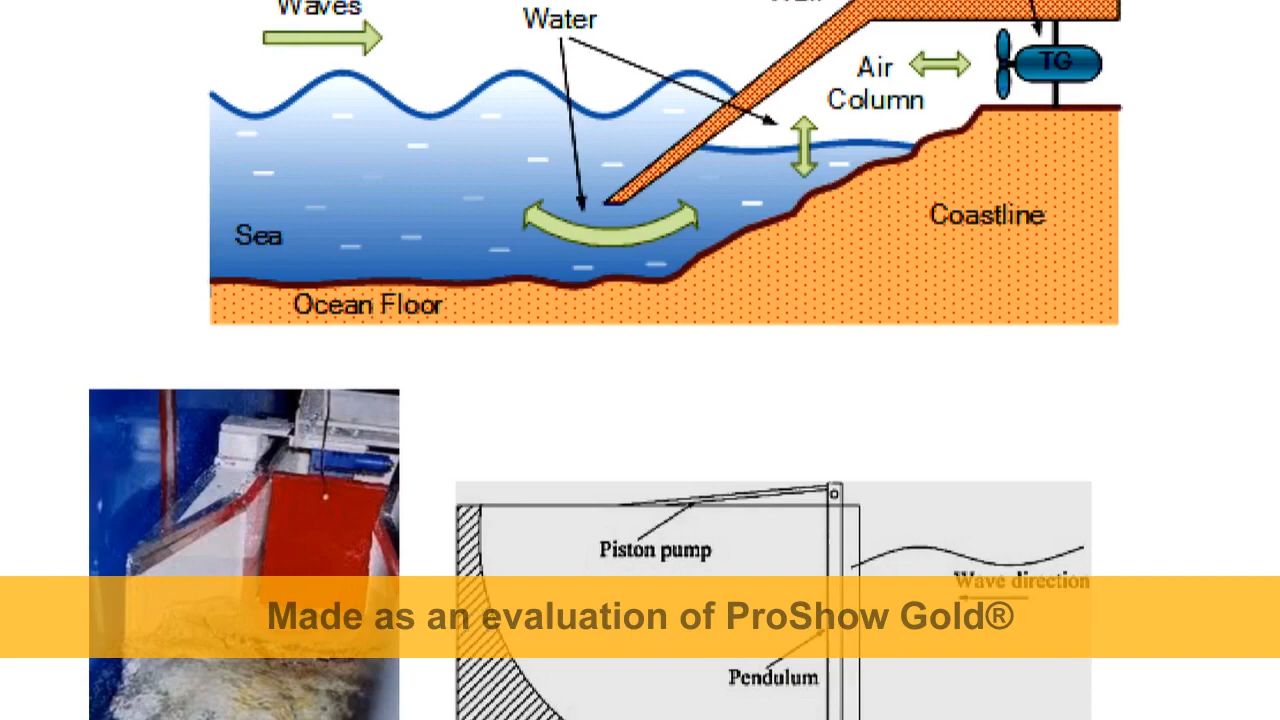 Waves
Water
Air
Column
TG
Sea
Coastline
Ocean Floor
Piston pump
Wave direction
Made as an evaluation of ProShow Gold®
Pendulum